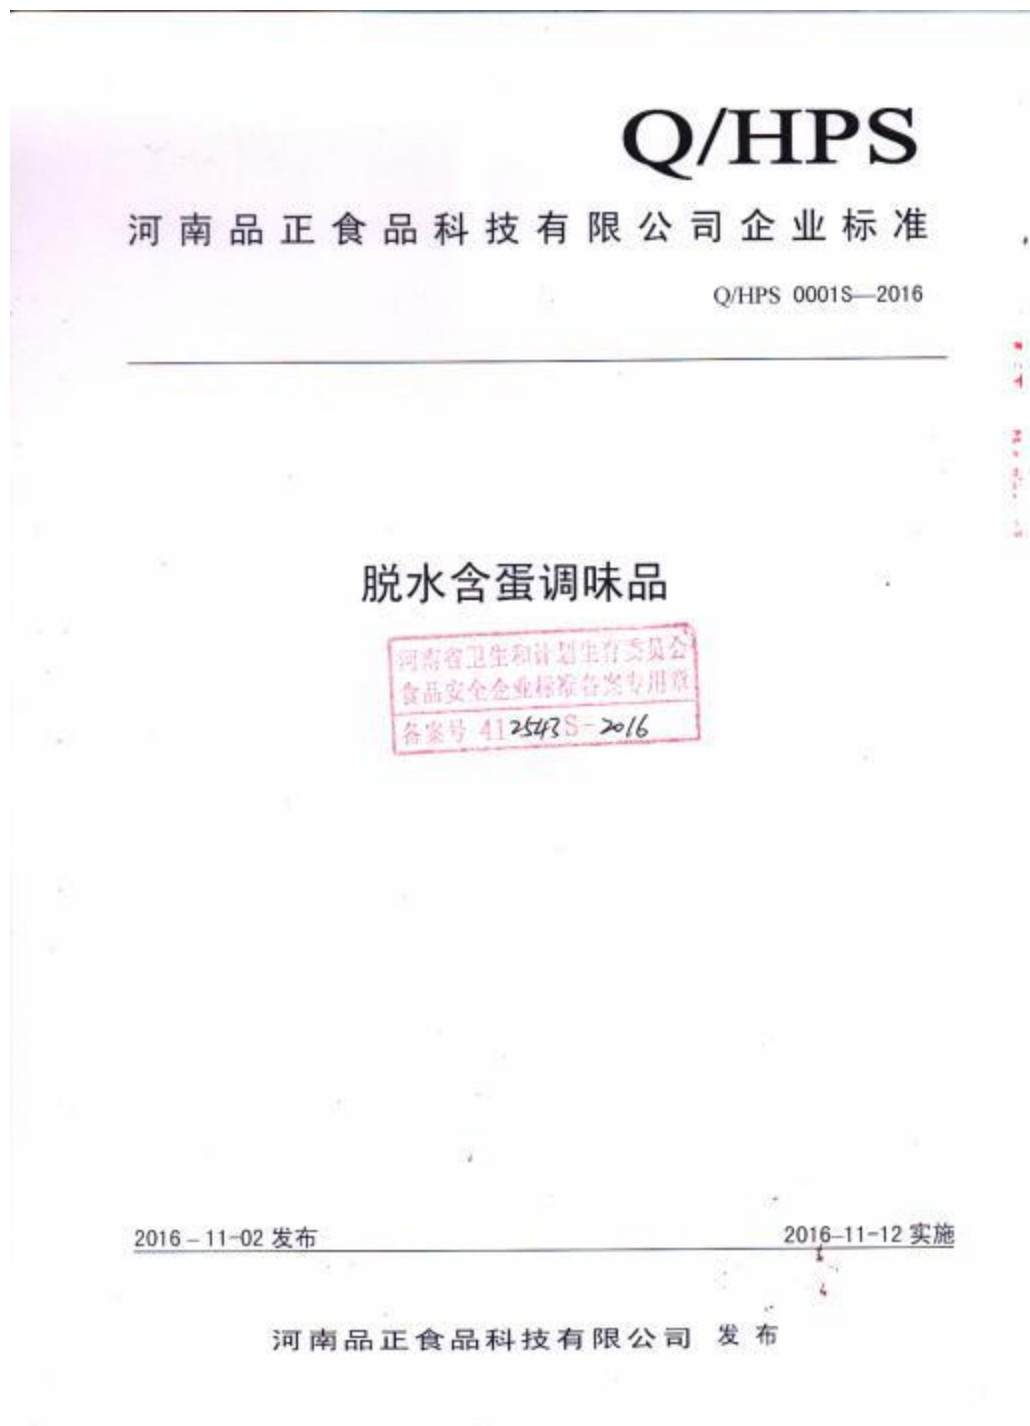 Q/HPS
河南品正食品科技有限公司企业标准
Q/HPS 0001S—2016
脱水含蛋调味品
河南省卫生和计划生育委员会
食品安全企业标准备案专用章
备案号 412543S-2016
2016-11-02 发布
2016-11-12 实施
河南品正食品科技有限公司 发布